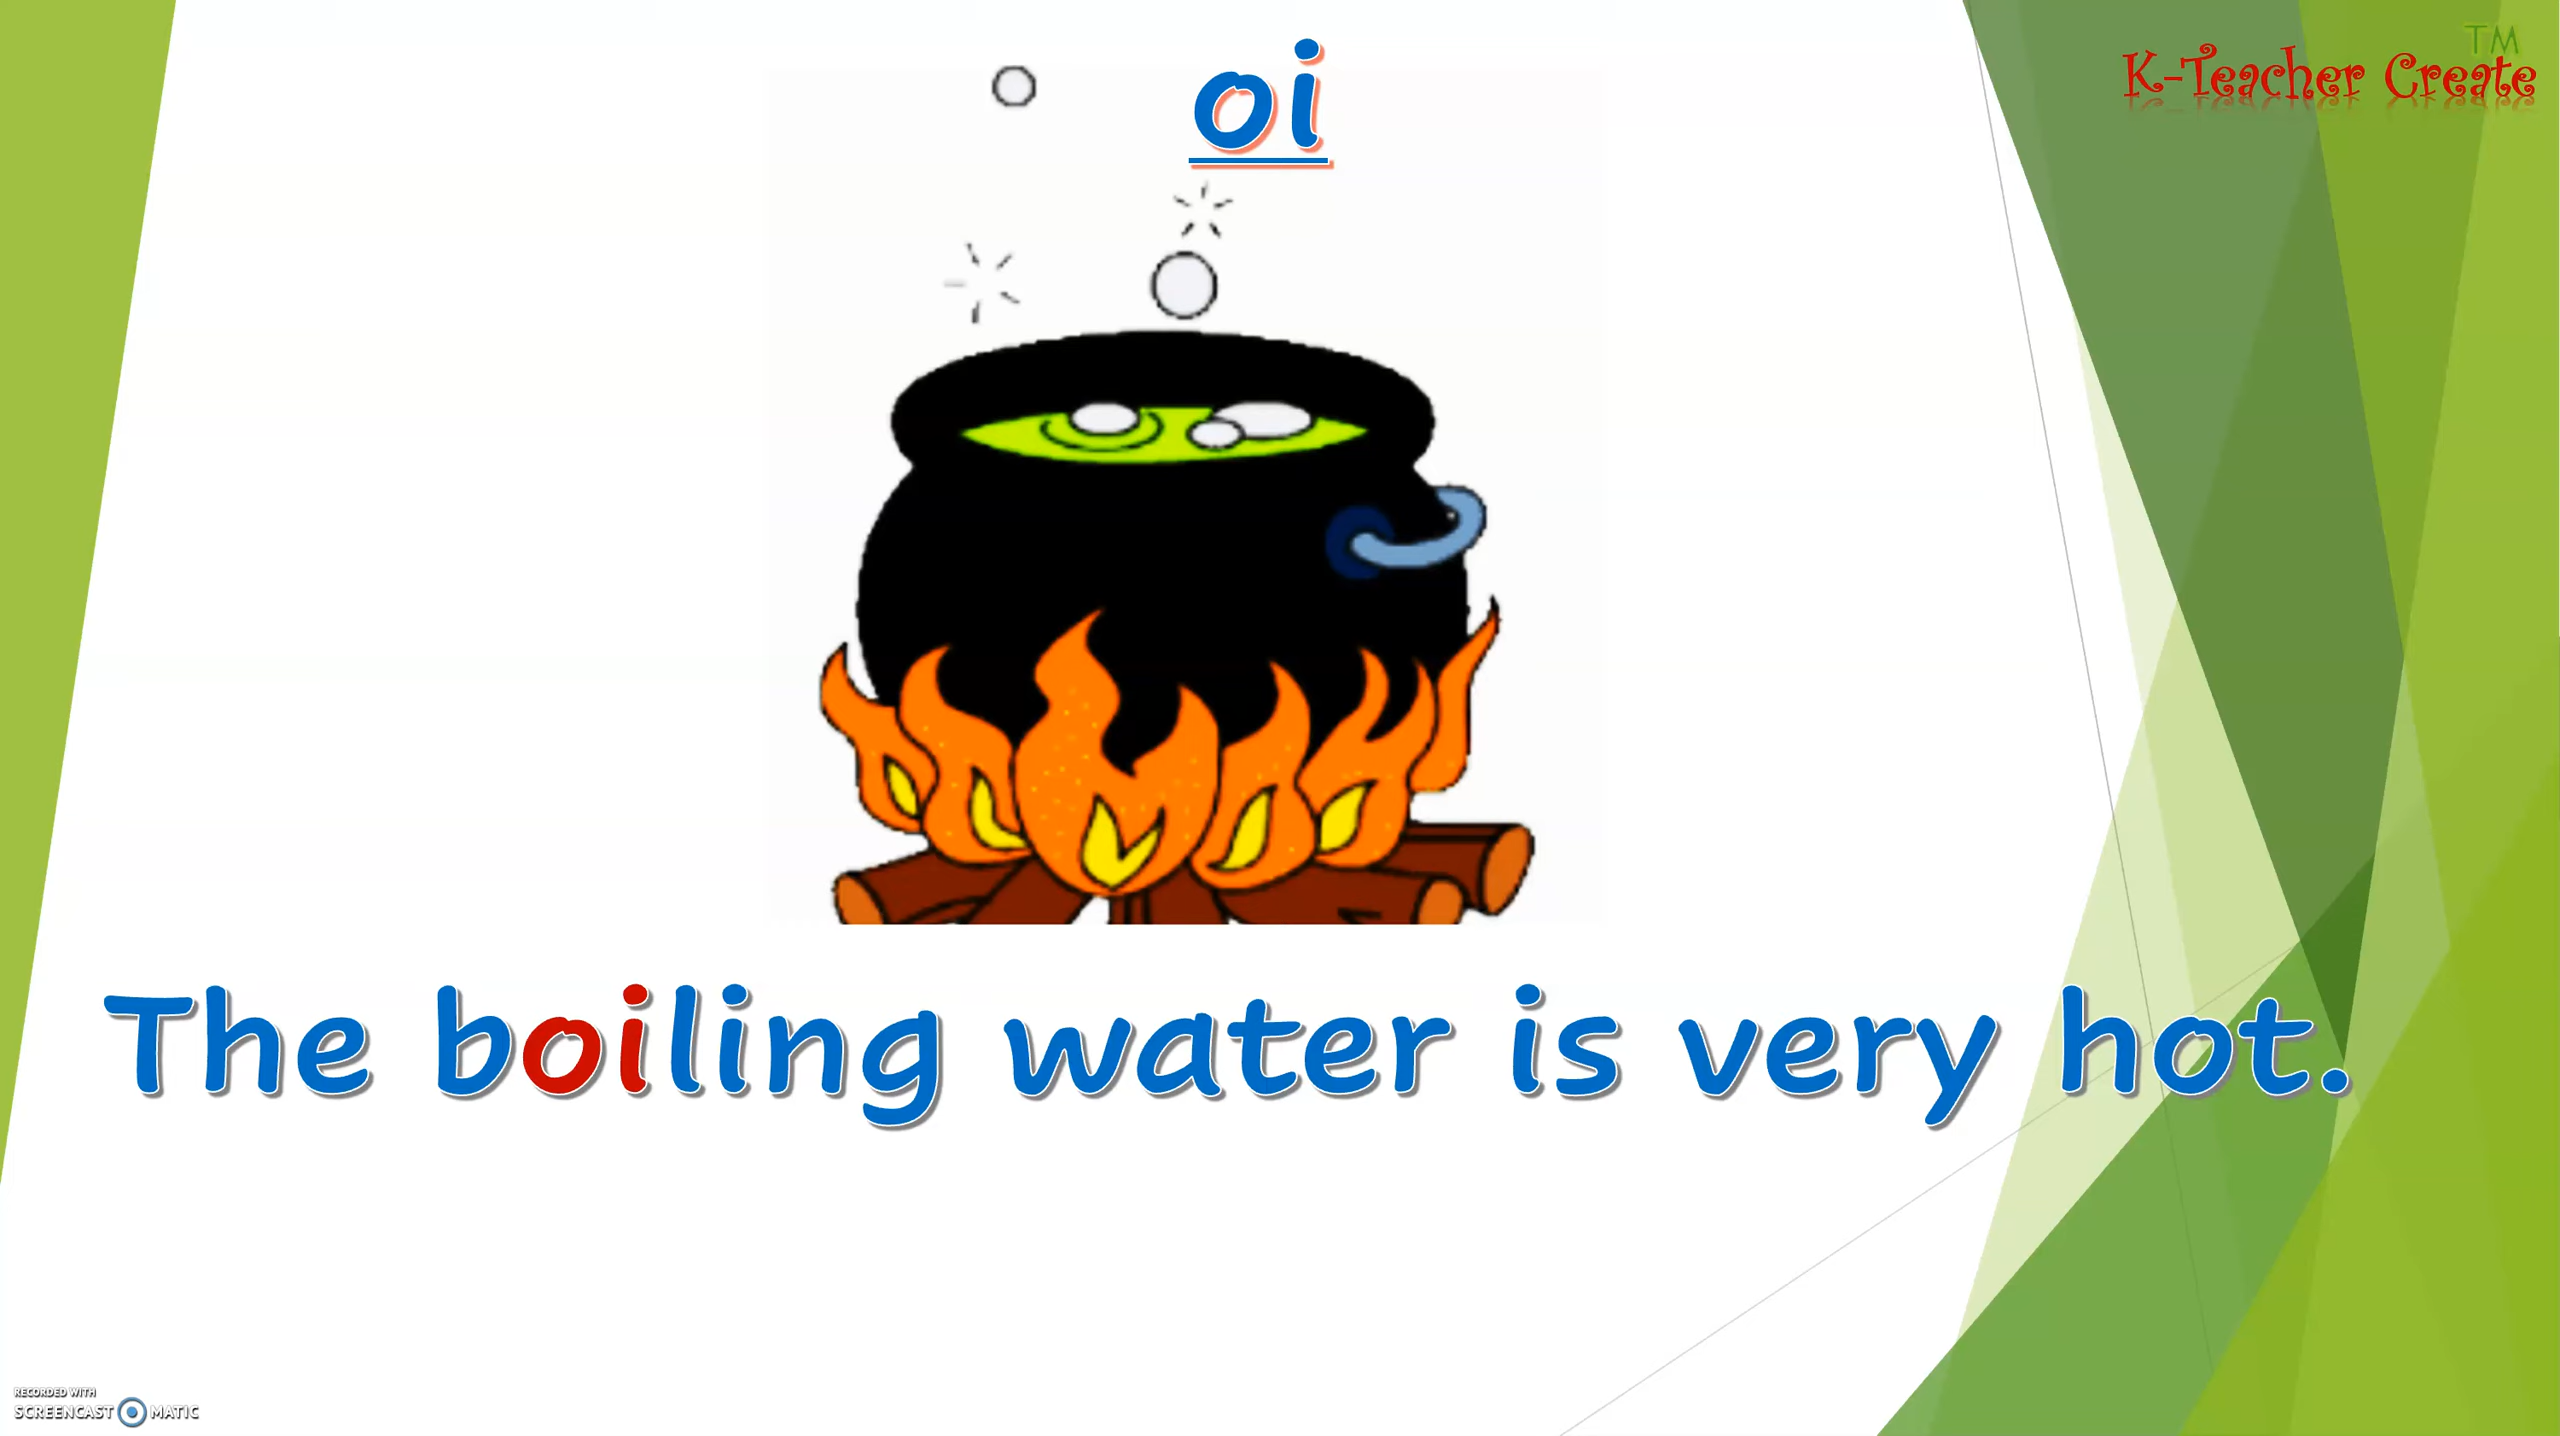 TM
K-Teacher Create
oi
The boiling water is very hot.
RECORDED WITH
SCREENCAST MATIC